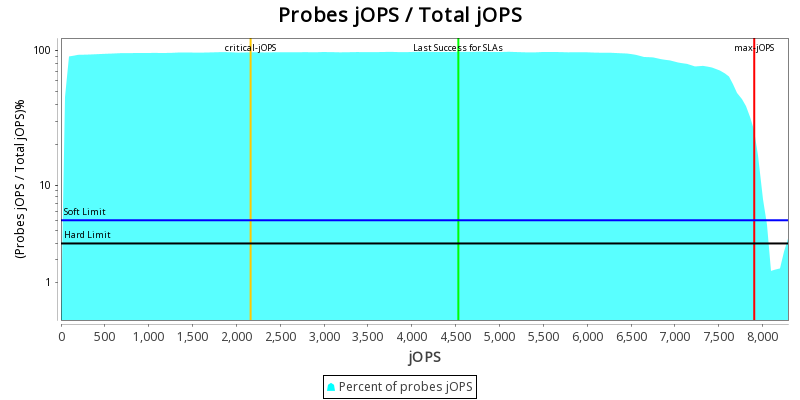 Probes jOPS / Total jOPS
(Probes jOPS / Total jOPS)%
100
10
1
critical-jOPS
Last Success for SLAs
max-jOPS
Soft Limit
Hard Limit
0 500 1,000 1,500 2,000 2,500 3,000 3,500 4,000 4,500 5,000 5,500 6,000 6,500 7,000 7,500 8,000
jOPS
Percent of probes jOPS